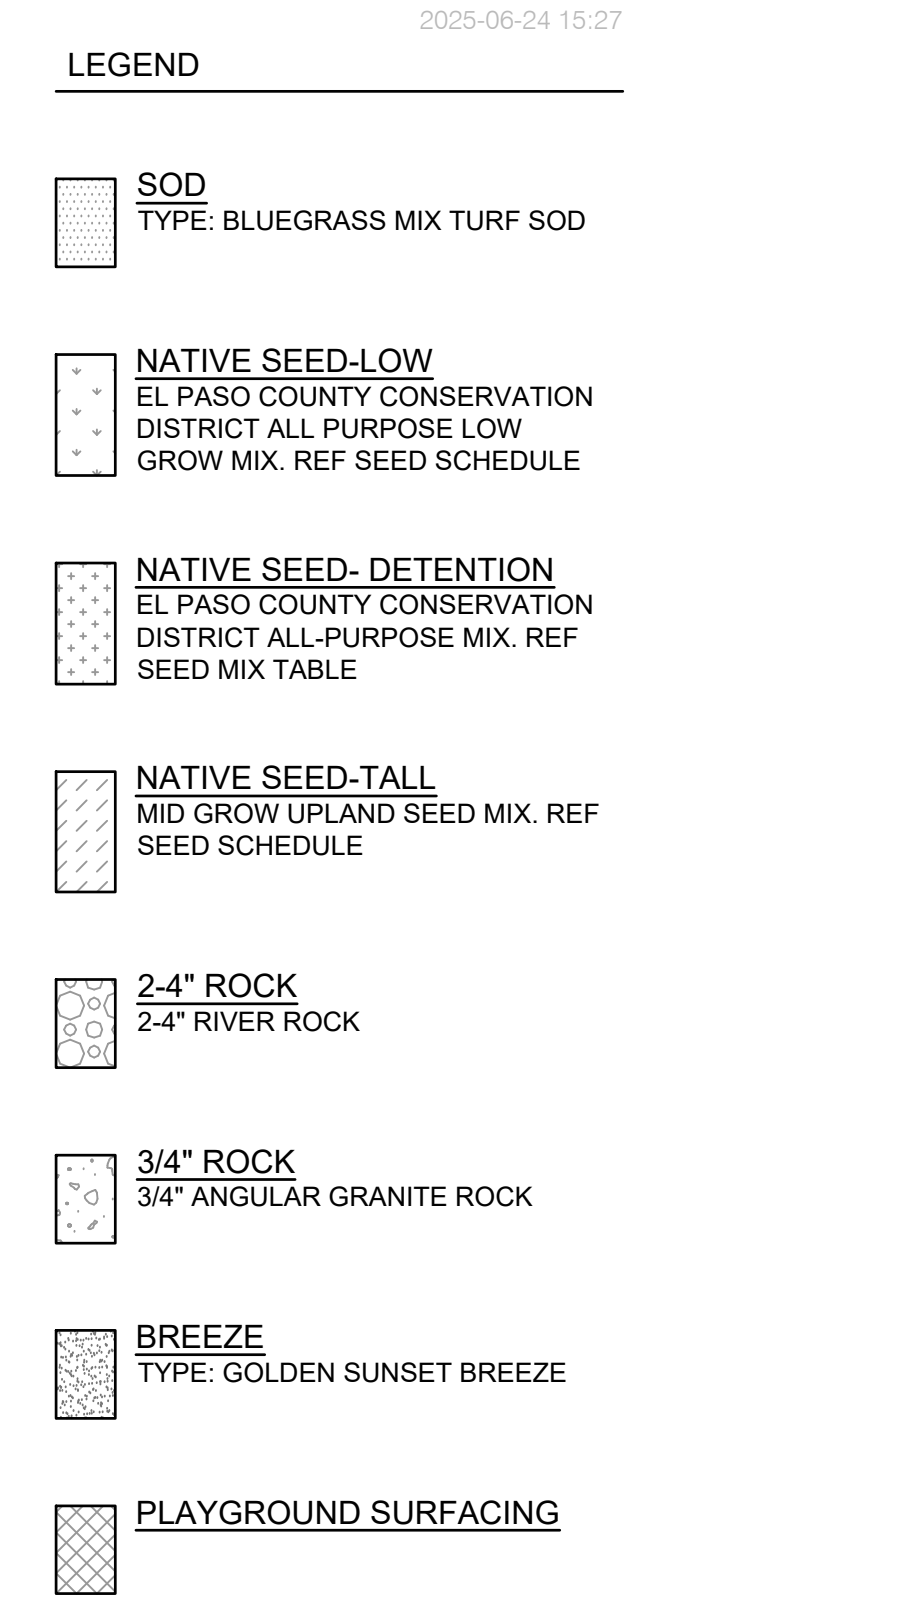 2025-06-24 15:27
LEGEND
SOD
TYPE: BLUEGRASS MIX TURF SOD
NATIVE SEED-LOW
EL PASO COUNTY CONSERVATION
DISTRICT ALL PURPOSE LOW
GROW MIX. REF SEED SCHEDULE
NATIVE SEED- DETENTION
EL PASO COUNTY CONSERVATION
DISTRICT ALL-PURPOSE MIX. REF
SEED MIX TABLE
NATIVE SEED-TALL
MID GROW UPLAND SEED MIX. REF
SEED SCHEDULE
2-4" ROCK
2-4" RIVER ROCK
3/4" ROCK
3/4" ANGULAR GRANITE ROCK
BREEZE
TYPE: GOLDEN SUNSET BREEZE
PLAYGROUND SURFACING